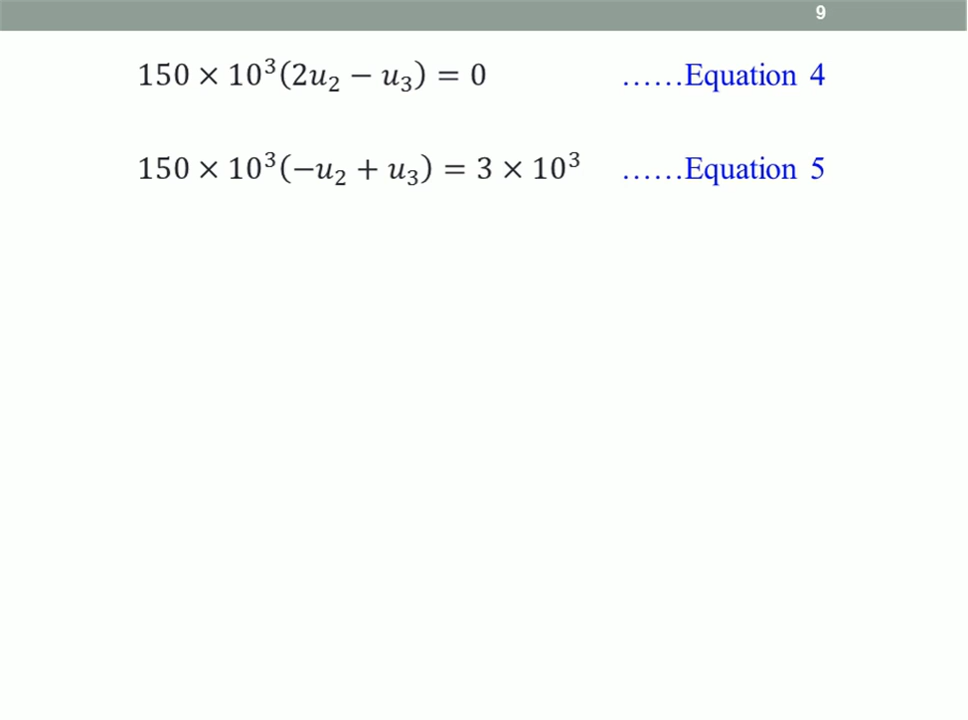 9
150 × 10³(2u₂ − u₃) = 0 ......Equation 4
150 × 10³(−u₂ + u₃) = 3 × 10³ ......Equation 5